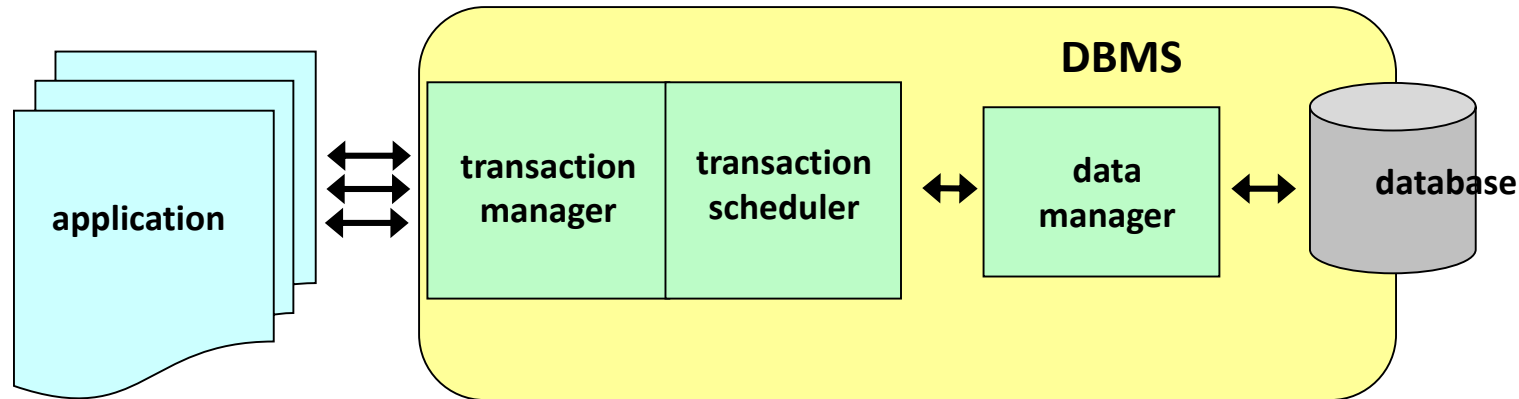 DBMS
application
transaction
manager
transaction
scheduler
data
manager
database